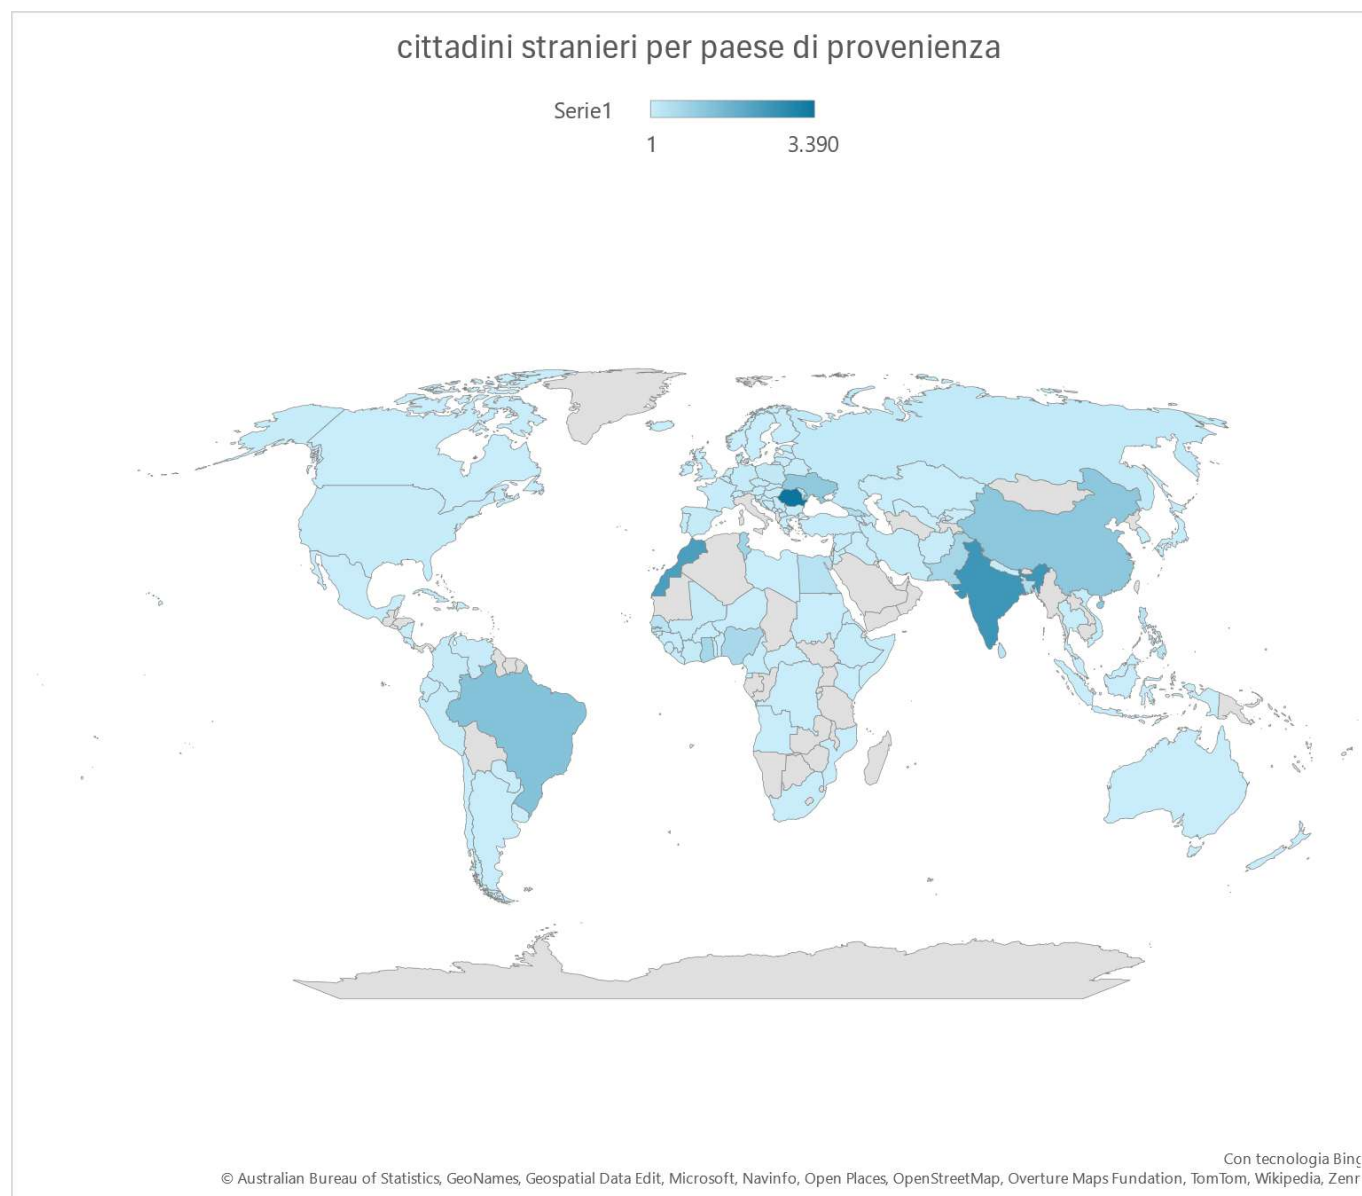 cittadini stranieri per paese di provenienza
Serie1
1 3.390
Con tecnologia Bing
© Australian Bureau of Statistics, GeoNames, Geospatial Data Edit, Microsoft, Navinfo, Open Places, OpenStreetMap, Overture Maps Fundation, TomTom, Wikipedia,